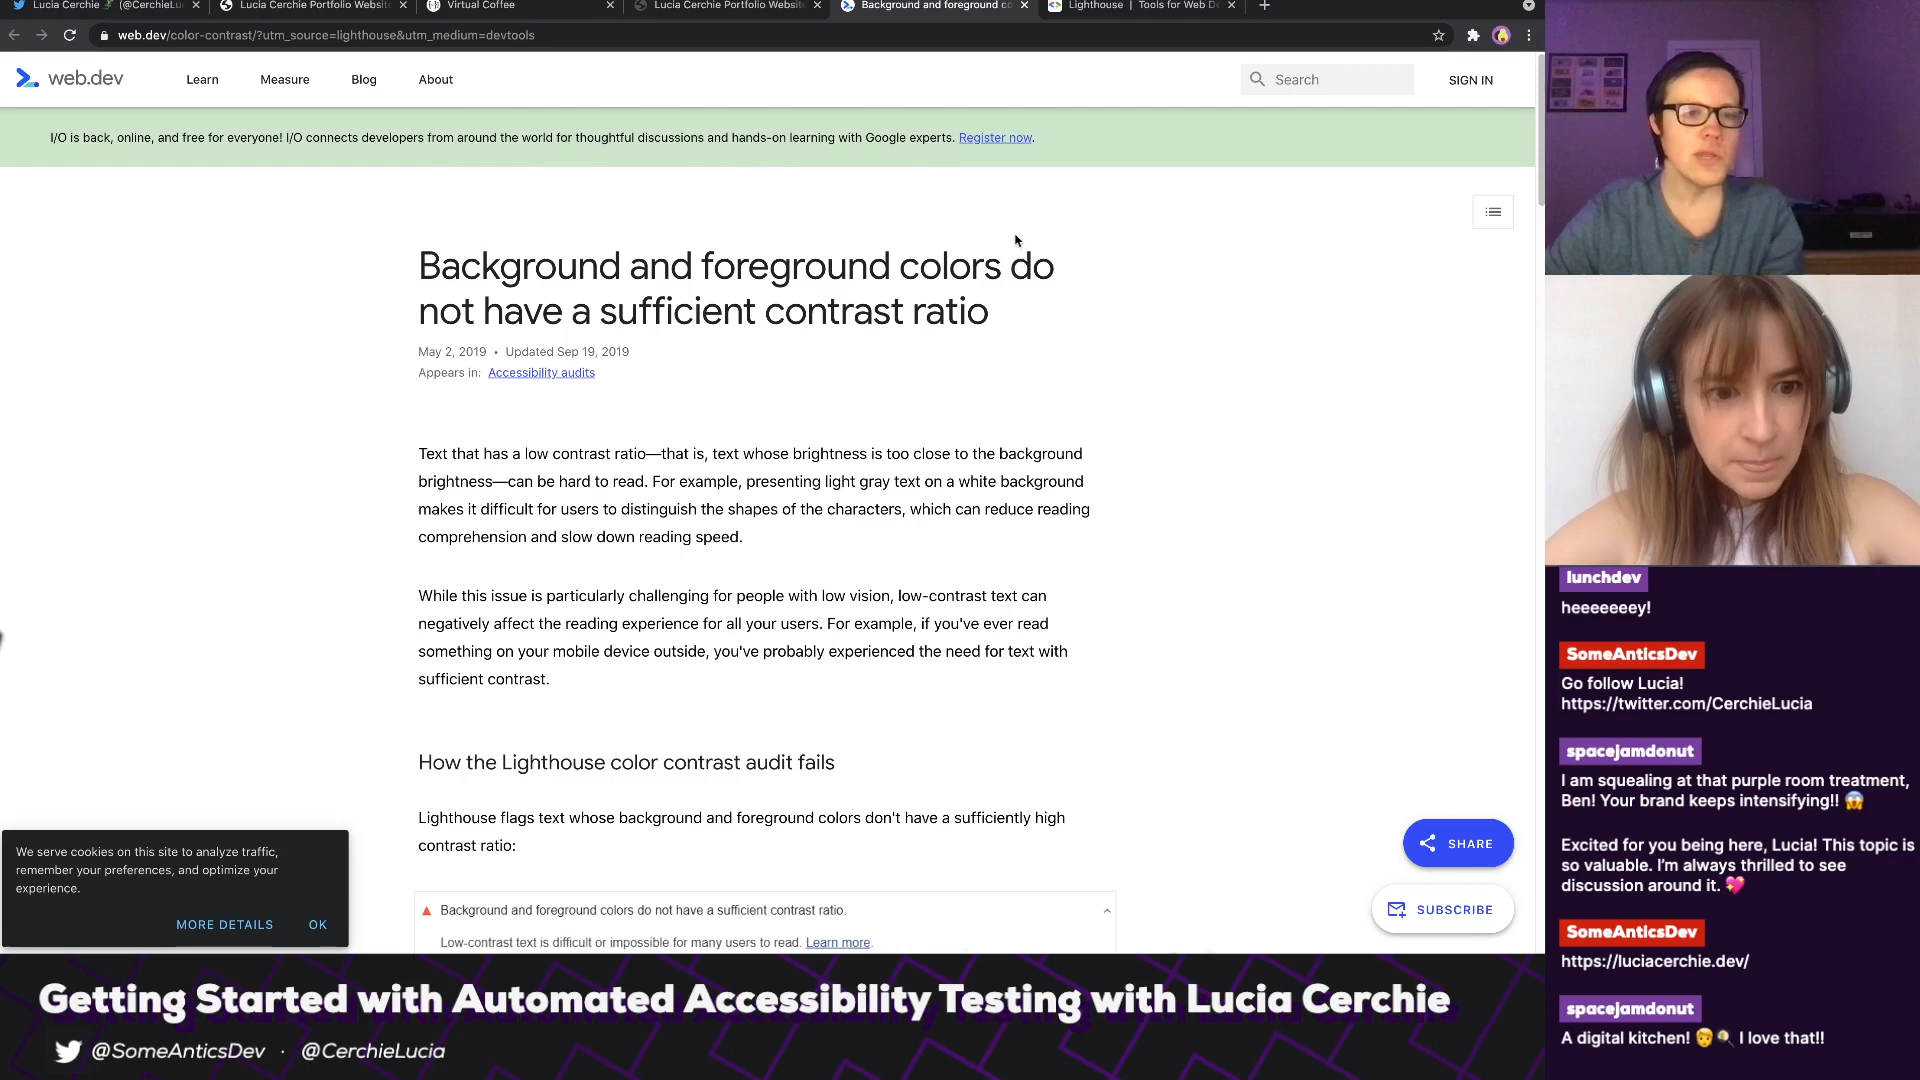 Lucia Cerchie (@CerchieLu
Lucia Cerchie Portfolio Website
Virtual Coffee
Lucia Cerchie Portfolio Website
Background and foreground co
Lighthouse | Tools for Web D
web.dev/color-contrast/?utm_source=lighthouse&utm_medium=devtools
web.dev
Learn
Measure
Blog
About
Search
SIGN IN
I/O is back, online, and free for everyone! I/O connects developers from around the world for thoughtful discussions and hands-on learning with Google experts. Register now.
Background and foreground colors do
not have a sufficient contrast ratio
May 2, 2019 • Updated Sep 19, 2019
Appears in: Accessibility audits
Text that has a low contrast ratio—that is, text whose brightness is too close to the background
brightness—can be hard to read. For example, presenting light gray text on a white background
makes it difficult for users to distinguish the shapes of the characters, which can reduce reading
comprehension and slow down reading speed.
While this issue is particularly challenging for people with low vision, low-contrast text can
negatively affect the reading experience for all your users. For example, if you've ever read
something on your mobile device outside, you've probably experienced the need for text with
sufficient contrast.
How the Lighthouse color contrast audit fails
Lighthouse flags text whose background and foreground colors don't have a sufficiently high
contrast ratio:
Background and foreground colors do not have a sufficient contrast ratio.
Low-contrast text is difficult or impossible for many users to read. Learn more.
We serve cookies on this site to analyze traffic,
remember your preferences, and optimize your
experience.
MORE DETAILS
OK
SHARE
SUBSCRIBE
lunchdev
heeeeeeey!
SomeAnticsDev
Go follow Lucia!
https://twitter.com/CerchieLucia
spacejamdonut
I am squealing at that purple room treatment,
Ben! Your brand keeps intensifying!! 😱
Excited for you being here, Lucia! This topic is
so valuable. I'm always thrilled to see
discussion around it. 💖
SomeAnticsDev
https://luciacerchie.dev/
spacejamdonut
A digital kitchen! 🧑‍🍳 I love that!!
Getting Started with Automated Accessibility Testing with Lucia Cerchie
@SomeAnticsDev · @CerchieLucia